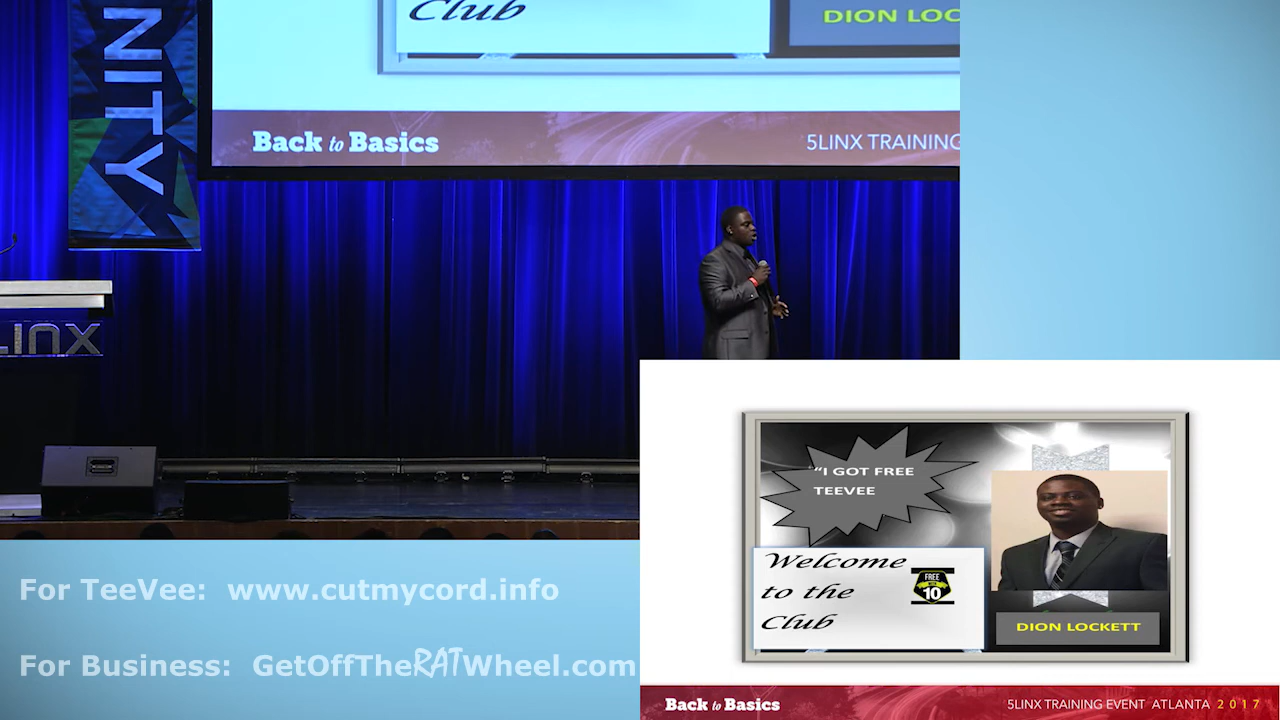 Club
DION LOC
NITY
Back to Basics
5LINX TRAINING
LINX
"I GOT FREE
TEEVEE
Welcome
to the
Club
FREE
WITH
10
DION LOCKETT
For TeeVee: www.cutmycord.info
For Business: GetOffTheRATWheel.com
Back to Basics
5LINX TRAINING EVENT ATLANTA 2017